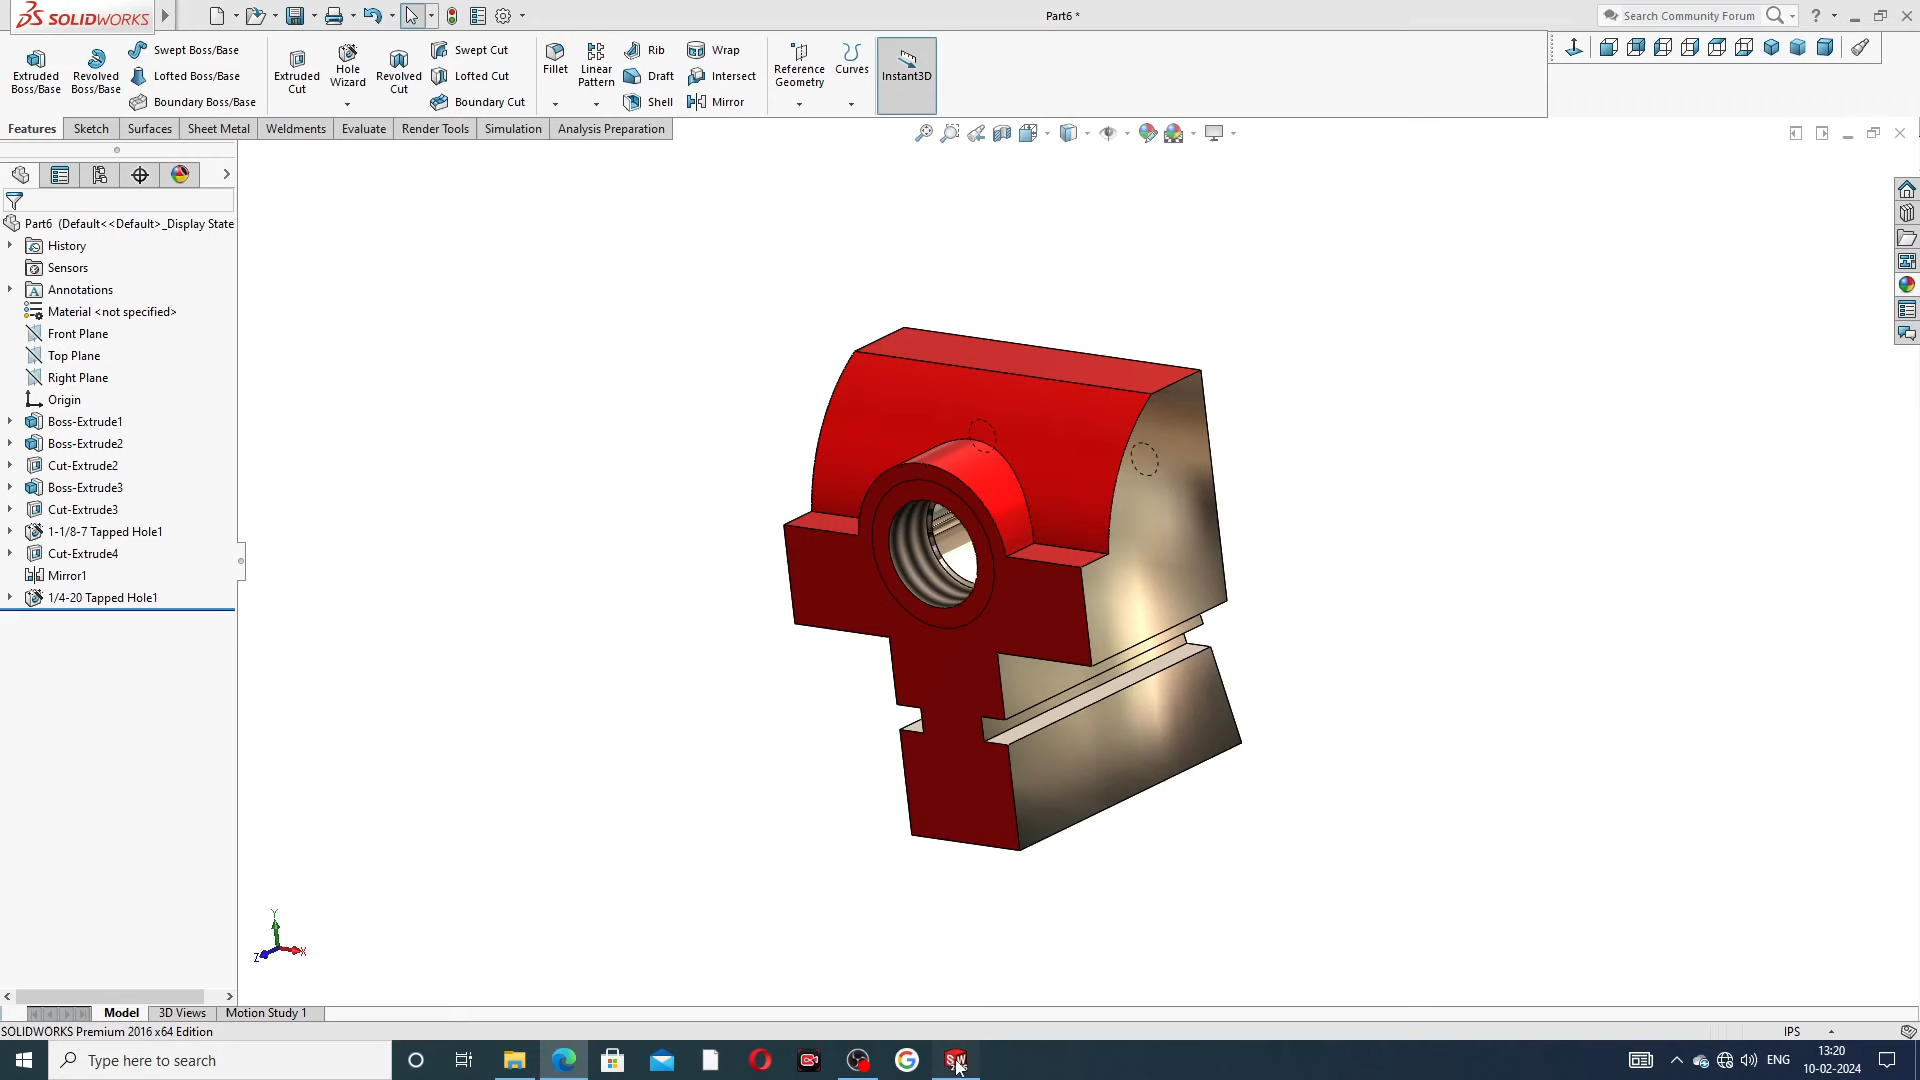 SOLIDWORKS
Part6 *
Search Community Forum
Extruded Boss/Base
Revolved Boss/Base
Swept Boss/Base
Lofted Boss/Base
Boundary Boss/Base
Extruded Cut
Hole Wizard
Revolved Cut
Swept Cut
Lofted Cut
Boundary Cut
Fillet
Linear Pattern
Rib
Draft
Shell
Wrap
Intersect
Mirror
Reference Geometry
Curves
Instant3D
Features
Sketch
Surfaces
Sheet Metal
Weldments
Evaluate
Render Tools
Simulation
Analysis Preparation
Part6 (Default<<Default>_Display State
History
Sensors
Annotations
Material <not specified>
Front Plane
Top Plane
Right Plane
Origin
Boss-Extrude1
Boss-Extrude2
Cut-Extrude2
Boss-Extrude3
Cut-Extrude3
1-1/8-7 Tapped Hole1
Cut-Extrude4
Mirror1
1/4-20 Tapped Hole1
Y
X
Z
Model
3D Views
Motion Study 1
SOLIDWORKS Premium 2016 x64 Edition
IPS
Type here to search
ENG
13:20
10-02-2024